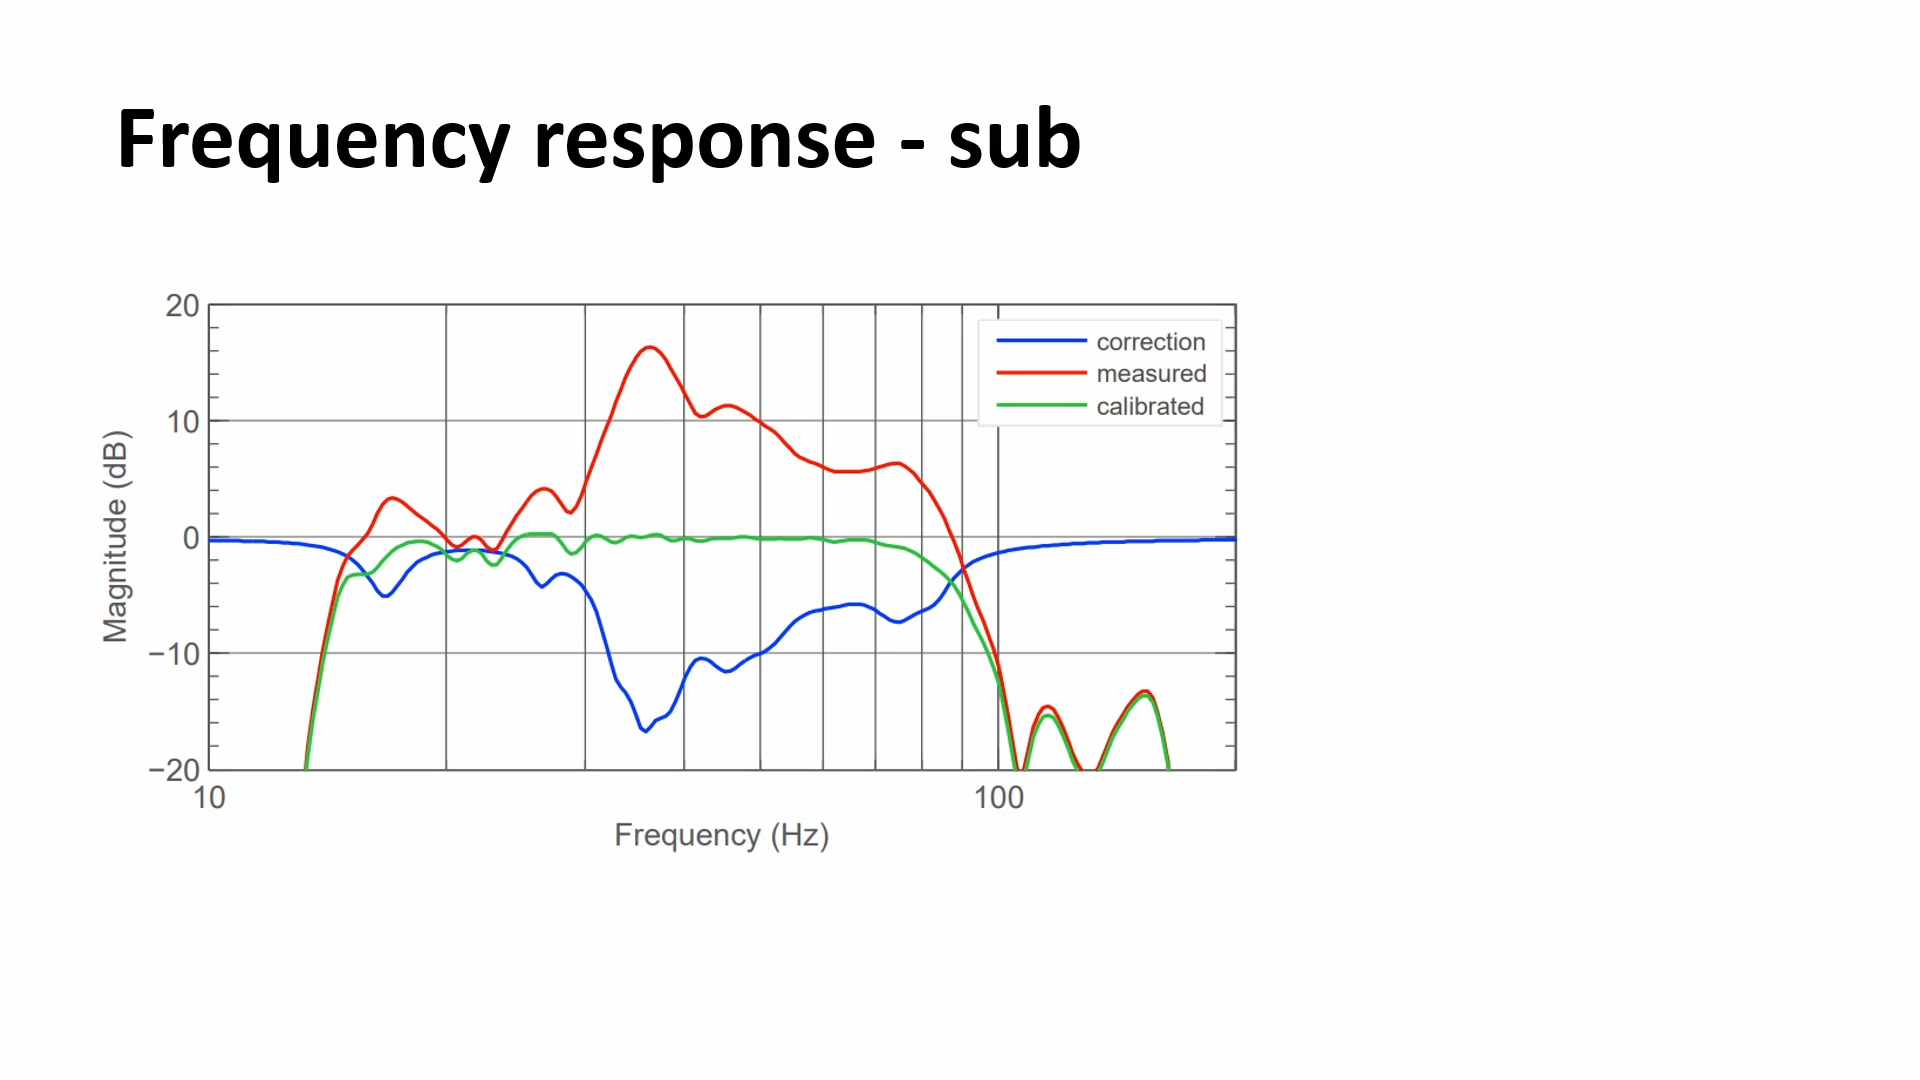 Frequency response - sub
20
10
0
−10
−20
Magnitude (dB)
correction
measured
calibrated
10
100
Frequency (Hz)